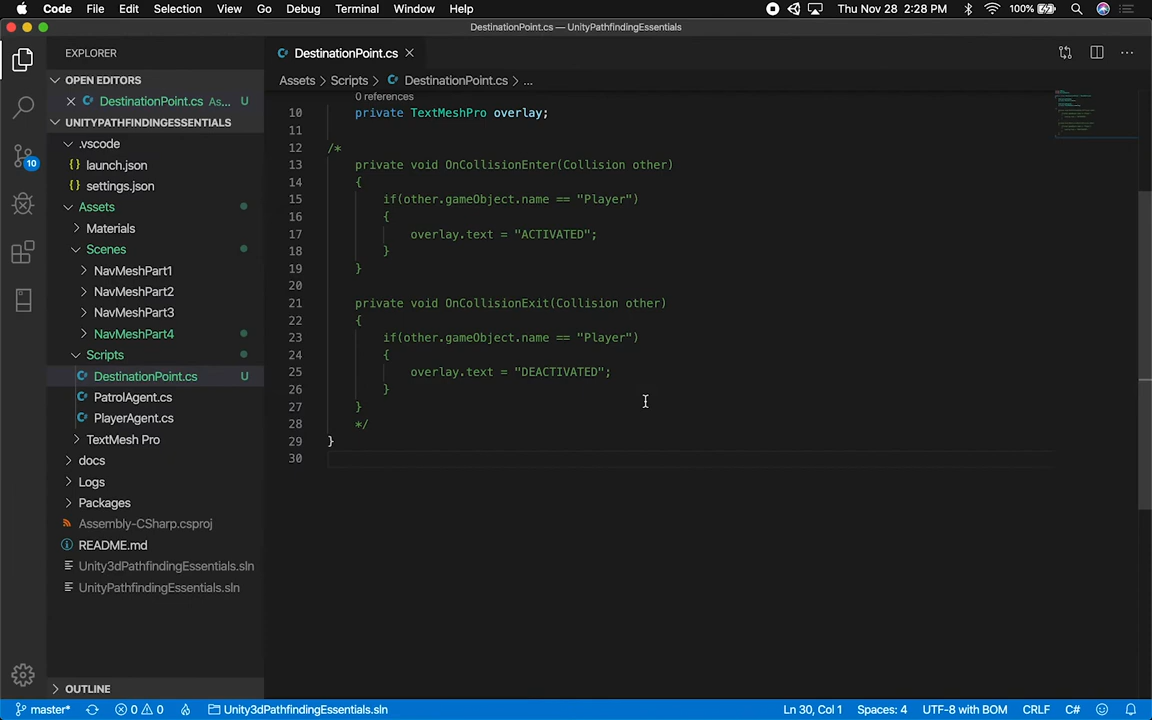 Code File Edit Selection View Go Debug Terminal Window Help Thu Nov 28 2:28 PM 100%
DestinationPoint.cs — UnityPathfindingEssentials
EXPLORER
DestinationPoint.cs
OPEN EDITORS
Assets > Scripts > DestinationPoint.cs > ...
DestinationPoint.cs As... U
0 references
10 private TextMeshPro overlay;
11
12 /*
13 private void OnCollisionEnter(Collision other)
14 {
15 if(other.gameObject.name == "Player")
16 {
17 overlay.text = "ACTIVATED";
18 }
19 }
20
21 private void OnCollisionExit(Collision other)
22 {
23 if(other.gameObject.name == "Player")
24 {
25 overlay.text = "DEACTIVATED";
26 }
27 }
28 */
29 }
30
UNITYPATHFINDINGESSENTIALS
.vscode
{} launch.json
{} settings.json
Assets
Materials
Scenes
NavMeshPart1
NavMeshPart2
NavMeshPart3
NavMeshPart4
Scripts
DestinationPoint.cs U
PatrolAgent.cs
PlayerAgent.cs
TextMesh Pro
docs
Logs
Packages
Assembly-CSharp.csproj
README.md
Unity3dPathfindingEssentials.sln
UnityPathfindingEssentials.sln
10
OUTLINE
master* 0 0 Unity3dPathfindingEssentials.sln Ln 30, Col 1 Spaces: 4 UTF-8 with BOM CRLF C#